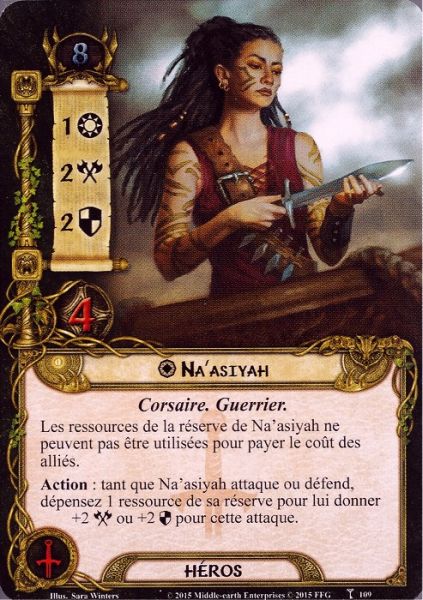 8
1
2
2
4
Na'asiyah
Corsaire. Guerrier.
Les ressources de la réserve de Na'asiyah ne
peuvent pas être utilisées pour payer le coût des
alliés.
Action : tant que Na'asiyah attaque ou défend,
dépensez 1 ressource de sa réserve pour lui donner
+2 ou +2 pour cette attaque.
HÉROS
Illus. Sara Winters © 2015 Middle-earth Enterprises © 2015 FFG 109